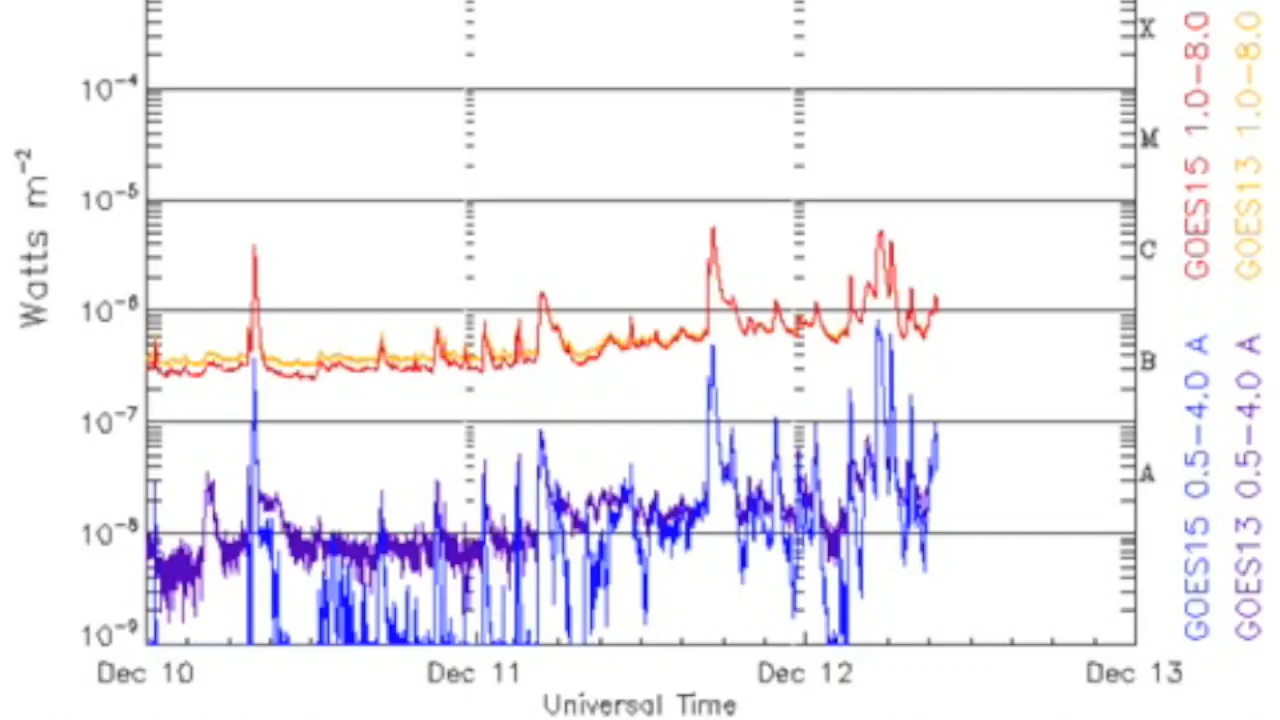 X
10⁻⁴
M
10⁻⁵
C
10⁻⁶
B
10⁻⁷
A
10⁻⁸
10⁻⁹
Watts m⁻²
Dec 10 Dec 11 Dec 12 Dec 13
Universal Time
GOES15 0.5-4.0 A GOES15 1.0-8.0
GOES13 0.5-4.0 A GOES13 1.0-8.0